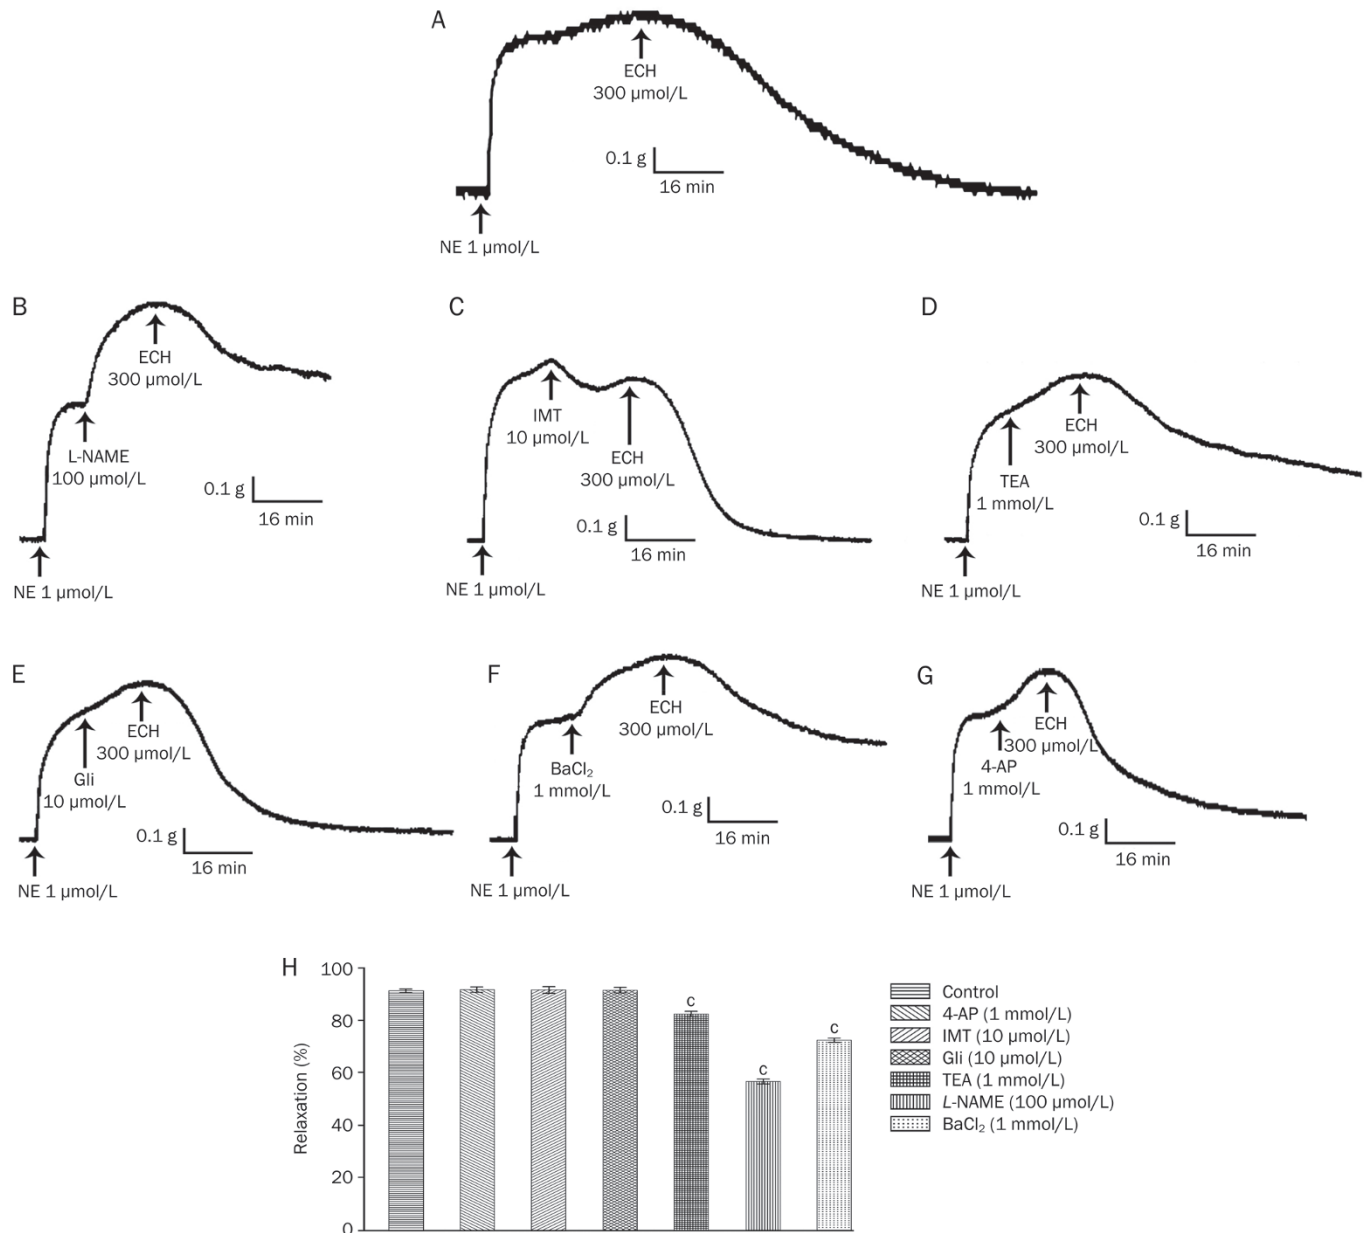 A
ECH
300 µmol/L
0.1 g
16 min
NE 1 µmol/L
B
ECH
300 µmol/L
L-NAME
100 µmol/L
0.1 g
16 min
NE 1 µmol/L
C
IMT
10 µmol/L
ECH
300 µmol/L
0.1 g
16 min
NE 1 µmol/L
D
ECH
300 µmol/L
TEA
1 mmol/L
0.1 g
16 min
NE 1 µmol/L
E
ECH
300 µmol/L
Gli
10 µmol/L
0.1 g
16 min
NE 1 µmol/L
F
ECH
300 µmol/L
BaCl₂
1 mmol/L
0.1 g
16 min
NE 1 µmol/L
G
ECH
300 µmol/L
4-AP
1 mmol/L
0.1 g
16 min
NE 1 µmol/L
H
Relaxation (%)
100
80
60
40
20
0
c
c
c
Control
4-AP (1 mmol/L)
IMT (10 µmol/L)
Gli (10 µmol/L)
TEA (1 mmol/L)
L-NAME (100 µmol/L)
BaCl₂ (1 mmol/L)